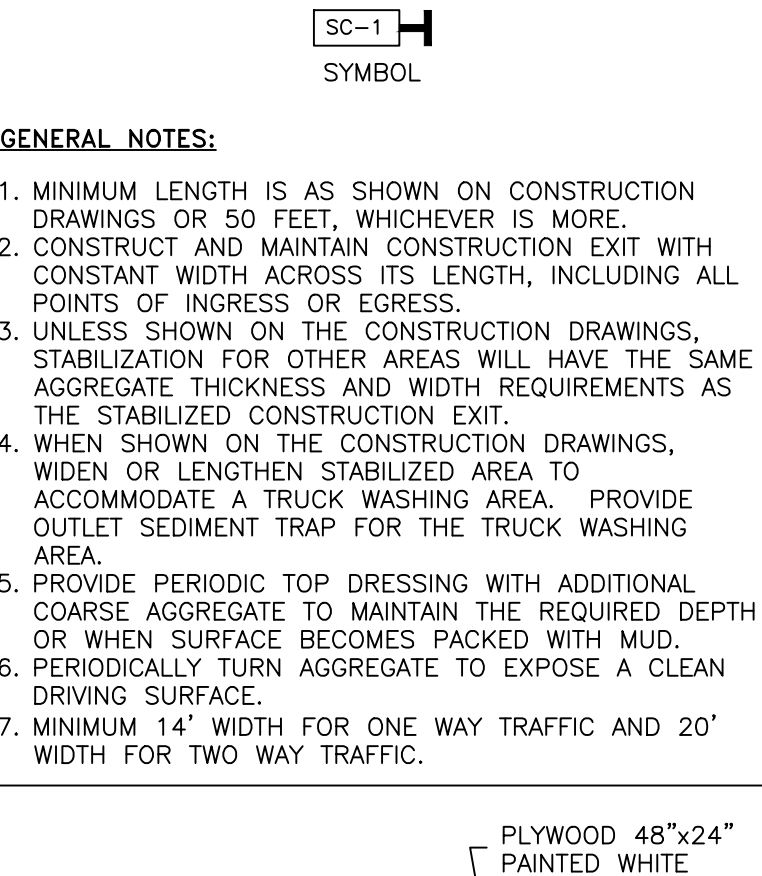 SC-1
SYMBOL
GENERAL NOTES:
1. MINIMUM LENGTH IS AS SHOWN ON CONSTRUCTION
DRAWINGS OR 50 FEET, WHICHEVER IS MORE.
2. CONSTRUCT AND MAINTAIN CONSTRUCTION EXIT WITH
CONSTANT WIDTH ACROSS ITS LENGTH, INCLUDING ALL
POINTS OF INGRESS OR EGRESS.
3. UNLESS SHOWN ON THE CONSTRUCTION DRAWINGS,
STABILIZATION FOR OTHER AREAS WILL HAVE THE SAME
AGGREGATE THICKNESS AND WIDTH REQUIREMENTS AS
THE STABILIZED CONSTRUCTION EXIT.
4. WHEN SHOWN ON THE CONSTRUCTION DRAWINGS,
WIDEN OR LENGTHEN STABILIZED AREA TO
ACCOMMODATE A TRUCK WASHING AREA. PROVIDE
OUTLET SEDIMENT TRAP FOR THE TRUCK WASHING
AREA.
5. PROVIDE PERIODIC TOP DRESSING WITH ADDITIONAL
COARSE AGGREGATE TO MAINTAIN THE REQUIRED DEPTH
OR WHEN SURFACE BECOMES PACKED WITH MUD.
6. PERIODICALLY TURN AGGREGATE TO EXPOSE A CLEAN
DRIVING SURFACE.
7. MINIMUM 14' WIDTH FOR ONE WAY TRAFFIC AND 20'
WIDTH FOR TWO WAY TRAFFIC.
PLYWOOD 48"x24"
PAINTED WHITE